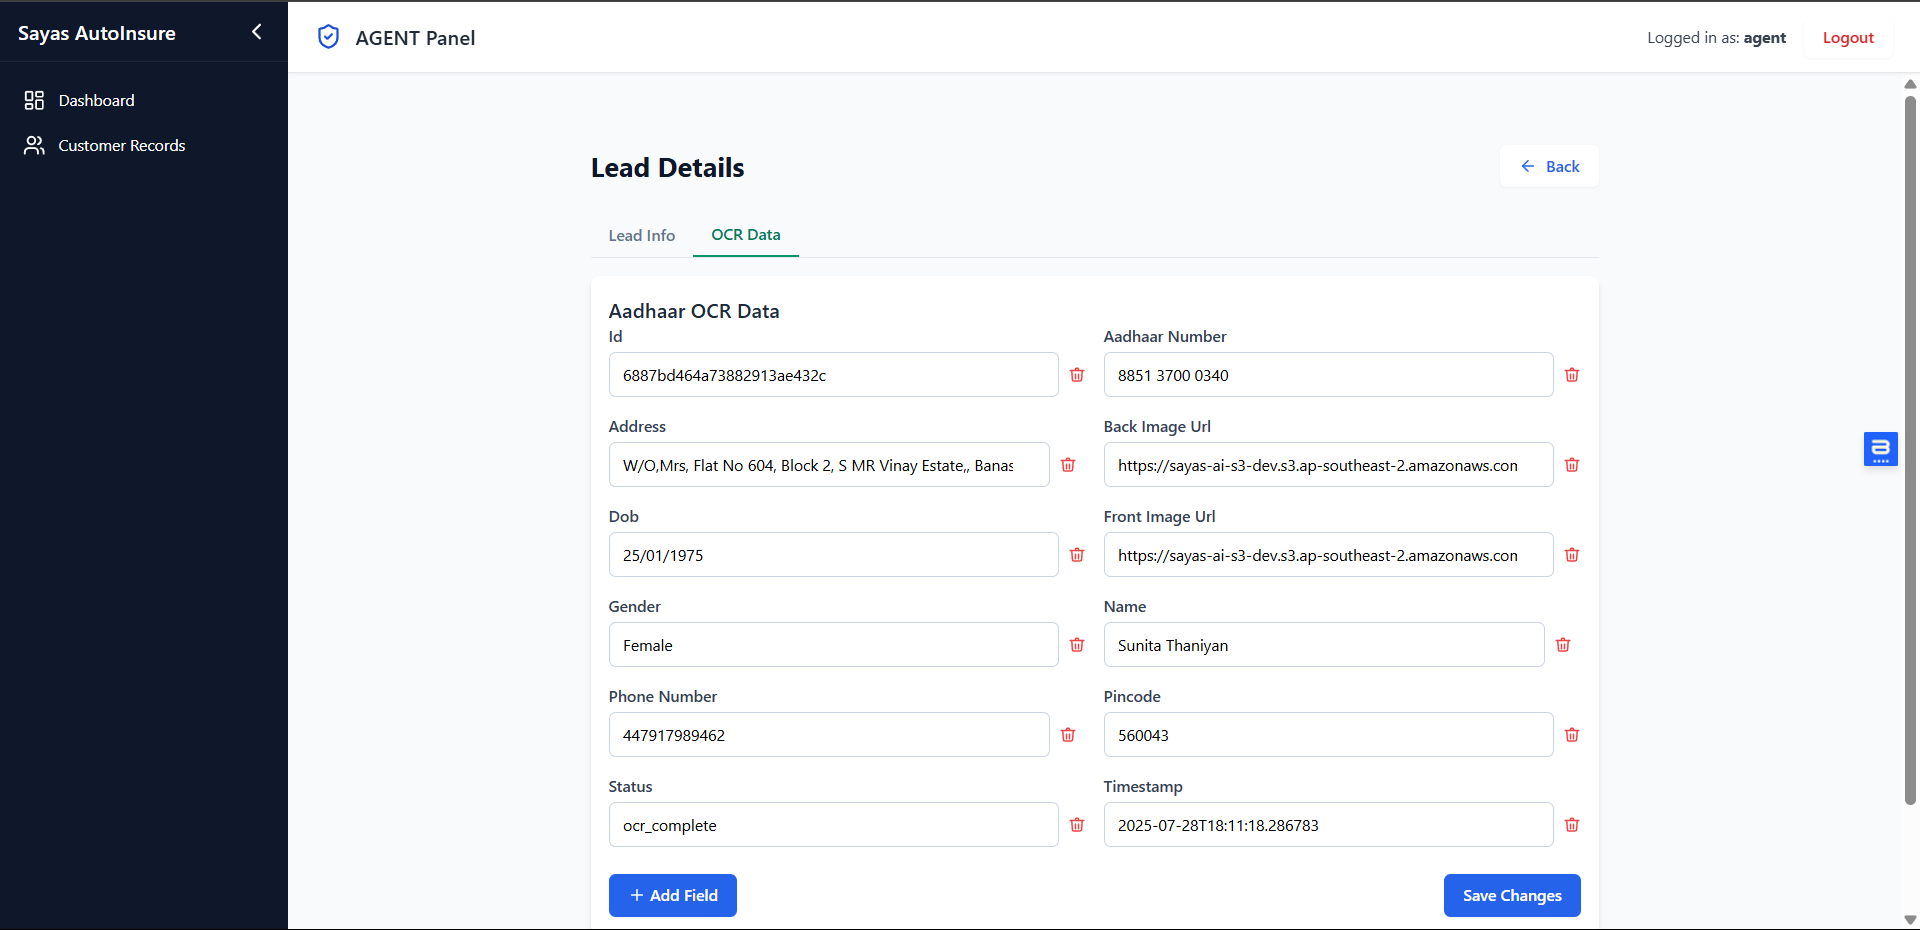 Sayas AutoInsure
Dashboard
Customer Records
AGENT Panel
Logged in as: agent
Logout
Lead Details
Back
Lead Info
OCR Data
Aadhaar OCR Data
Id
6887bd464a73882913ae432c
Aadhaar Number
8851 3700 0340
Address
W/O,Mrs, Flat No 604, Block 2, S MR Vinay Estate,, Banas
Back Image Url
https://sayas-ai-s3-dev.s3.ap-southeast-2.amazonaws.con
Dob
25/01/1975
Front Image Url
https://sayas-ai-s3-dev.s3.ap-southeast-2.amazonaws.con
Gender
Female
Name
Sunita Thaniyan
Phone Number
447917989462
Pincode
560043
Status
ocr_complete
Timestamp
2025-07-28T18:11:18.286783
+ Add Field
Save Changes